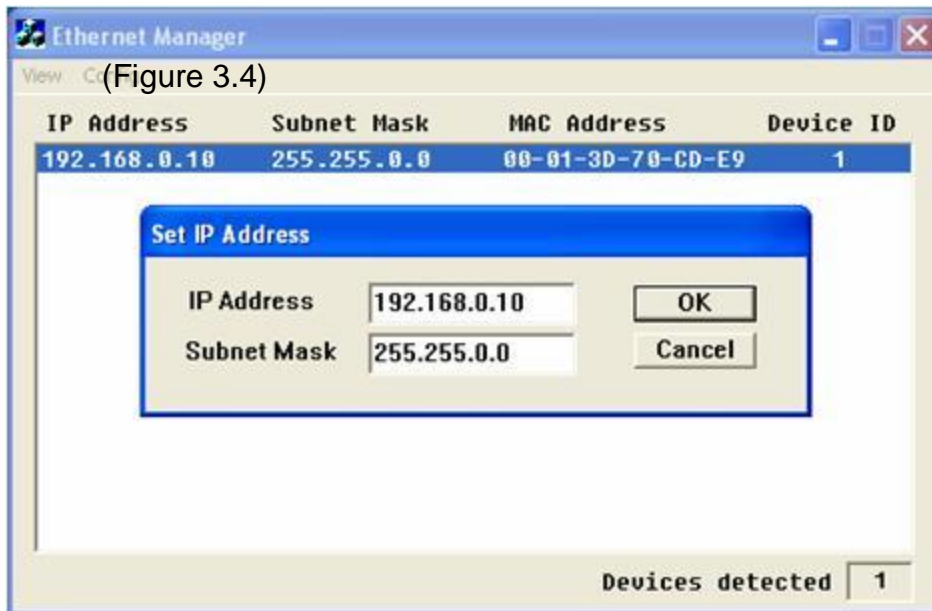 Ethernet Manager
View
(Figure 3.4)
IP Address Subnet Mask MAC Address Device ID
192.168.0.10 255.255.0.0 00-01-3D-70-CD-E9 1
Set IP Address
IP Address 192.168.0.10 OK
Subnet Mask 255.255.0.0 Cancel
Devices detected 1